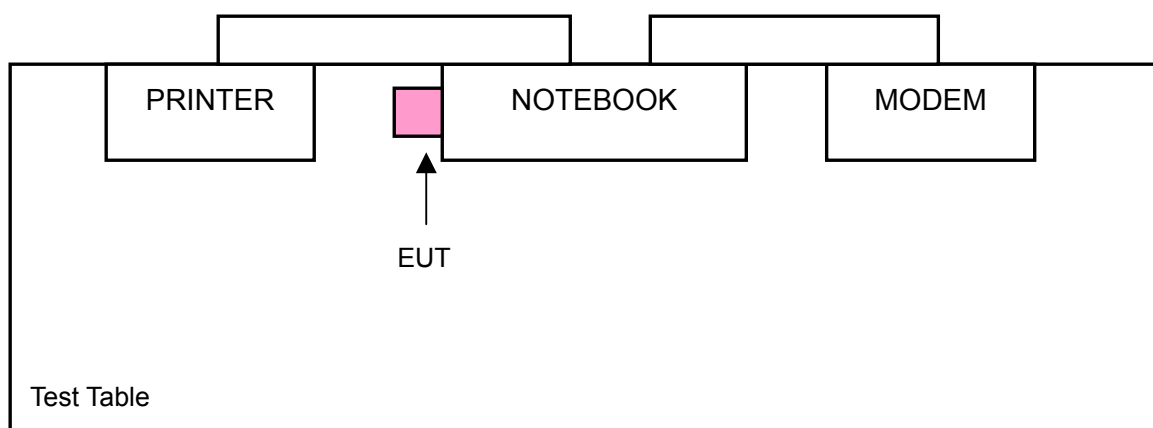 PRINTER
NOTEBOOK
MODEM
EUT
Test Table